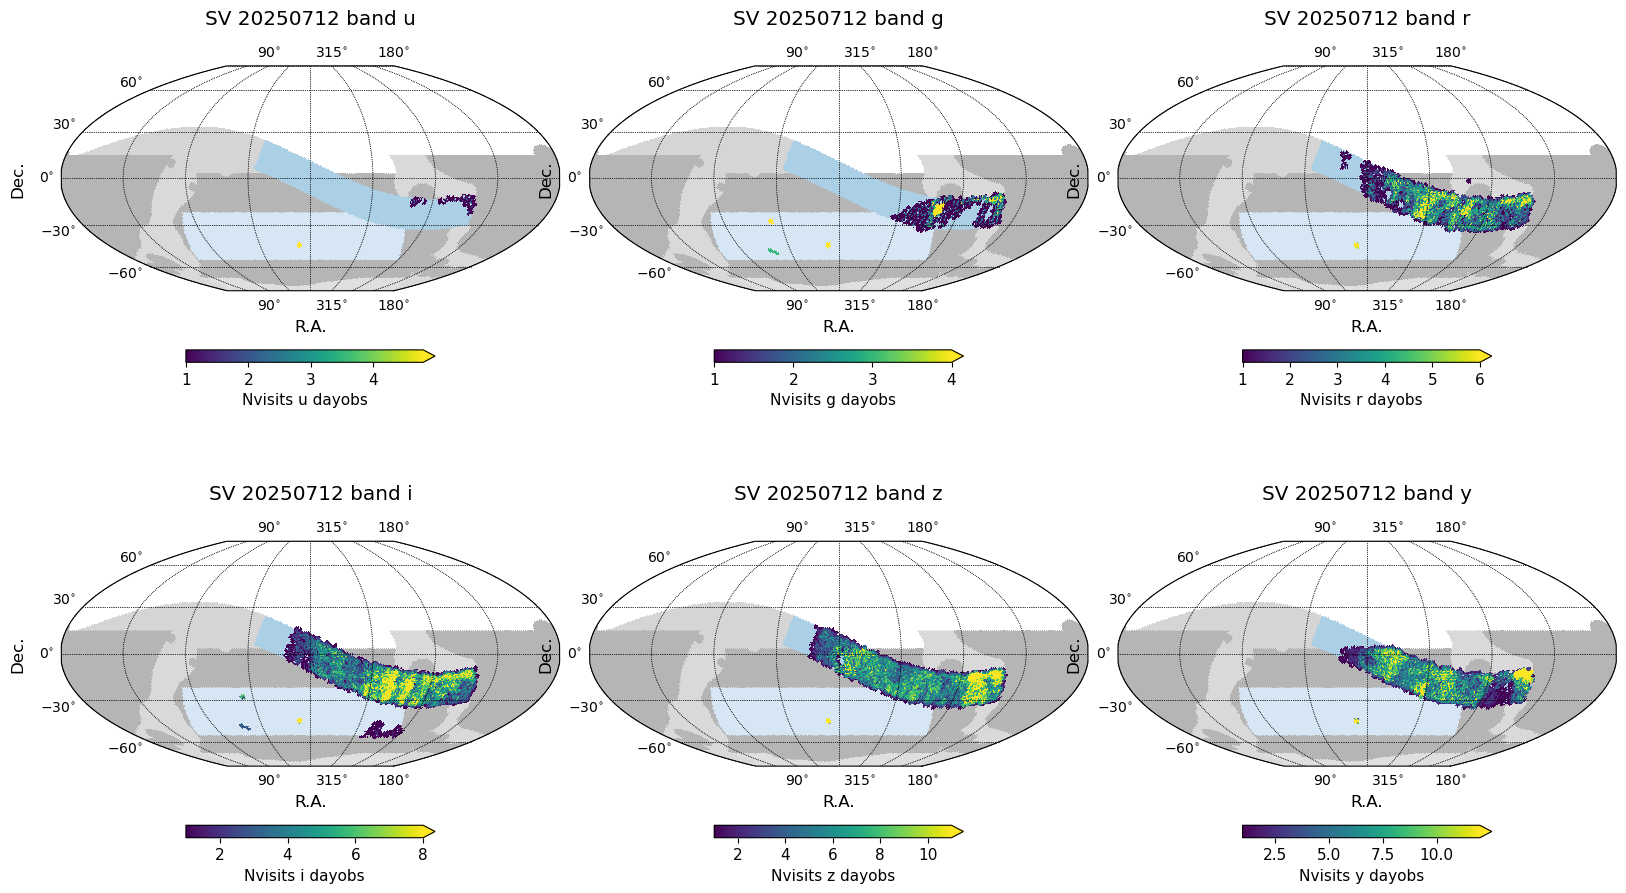 SV 20250712 band u
SV 20250712 band g
SV 20250712 band r
90° 315° 180°
90° 315° 180°
90° 315° 180°
60°
60°
60°
30°
30°
30°
Dec.
0°
Dec.
0°
Dec.
0°
−30°
−30°
−30°
−60°
−60°
−60°
90° 315° 180°
90° 315° 180°
90° 315° 180°
R.A.
R.A.
R.A.
1 2 3 4
1 2 3 4
1 2 3 4 5 6
Nvisits u dayobs
Nvisits g dayobs
Nvisits r dayobs
SV 20250712 band i
SV 20250712 band z
SV 20250712 band y
90° 315° 180°
90° 315° 180°
90° 315° 180°
60°
60°
60°
30°
30°
30°
Dec.
0°
Dec.
0°
Dec.
0°
−30°
−30°
−30°
−60°
−60°
−60°
90° 315° 180°
90° 315° 180°
90° 315° 180°
R.A.
R.A.
R.A.
2 4 6 8
2 4 6 8 10
2.5 5.0 7.5 10.0
Nvisits i dayobs
Nvisits z dayobs
Nvisits y dayobs